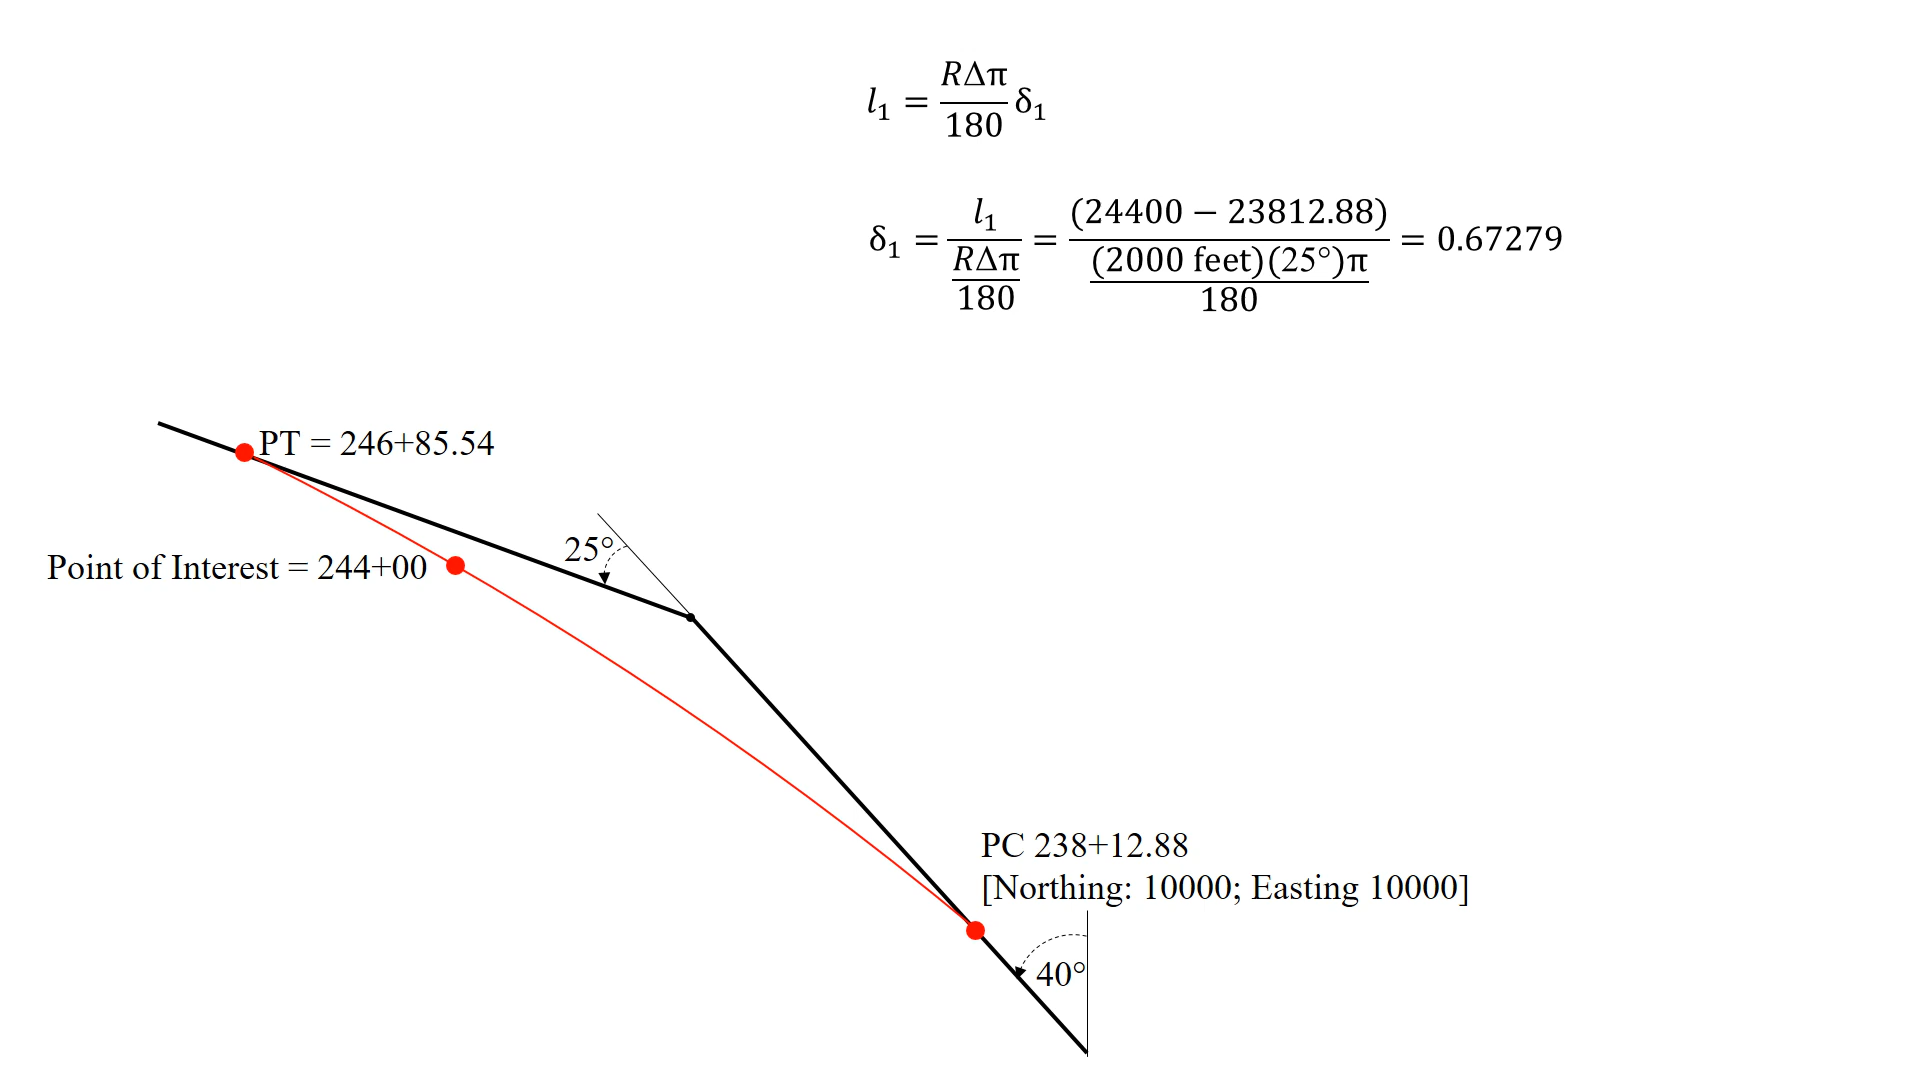 l₁ = RΔπ/180 δ₁
δ₁ = l₁/(RΔπ/180) = (24400 − 23812.88)/((2000 feet)(25°)π/180) = 0.67279
PT = 246+85.54
25°
Point of Interest = 244+00
PC 238+12.88
[Northing: 10000; Easting 10000]
40°